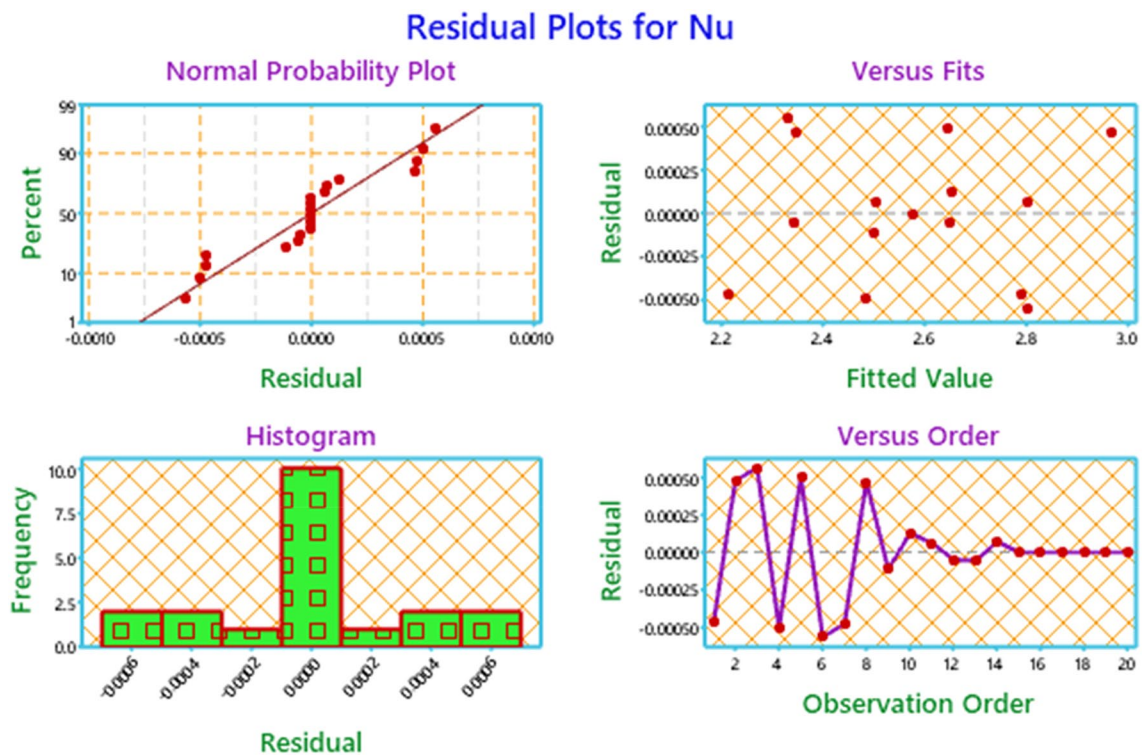 Residual Plots for Nu
Normal Probability Plot
Percent
99
90
50
10
1
-0.0010 -0.0005 0.0000 0.0005 0.0010
Residual
Versus Fits
Residual
0.00050
0.00025
0.00000
-0.00025
-0.00050
2.2 2.4 2.6 2.8 3.0
Fitted Value
Histogram
Frequency
10.0
7.5
5.0
2.5
0.0
-0.0006 -0.0004 -0.0002 0.0000 0.0002 0.0004 0.0006
Residual
Versus Order
Residual
0.00050
0.00025
0.00000
-0.00025
-0.00050
2 4 6 8 10 12 14 16 18 20
Observation Order